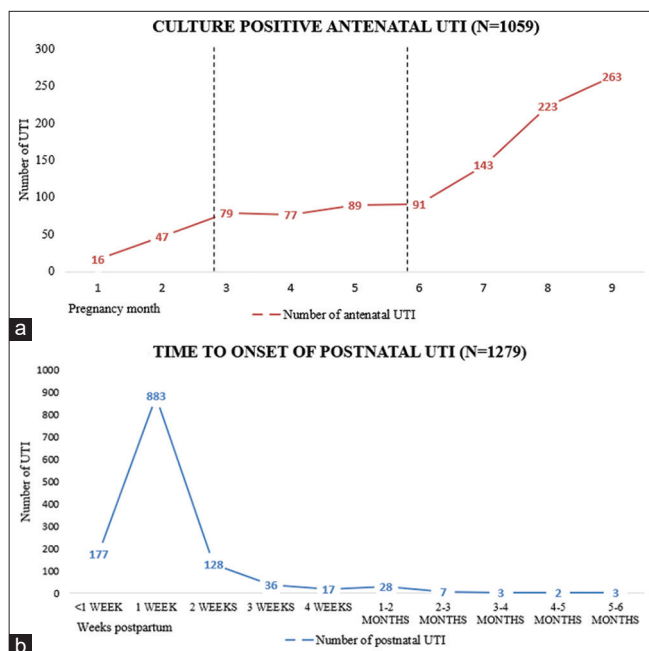 CULTURE POSITIVE ANTENATAL UTI (N=1059)
300
250
200
150
100
50
0
Number of UTI
16
47
79
77
89
91
143
223
263
1 2 3 4 5 6 7 8 9
Pregnancy month
Number of antenatal UTI
a
TIME TO ONSET OF POSTNATAL UTI (N=1279)
1000
900
800
700
600
500
400
300
200
100
0
Number of UTI
177
883
128
36
17
28
7
3
2
3
<1 WEEK 1 WEEK 2 WEEKS 3 WEEKS 4 WEEKS 1-2 2-3 3-4 4-5 5-6
MONTHS MONTHS MONTHS MONTHS MONTHS
Weeks postpartum
Number of postnatal UTI
b